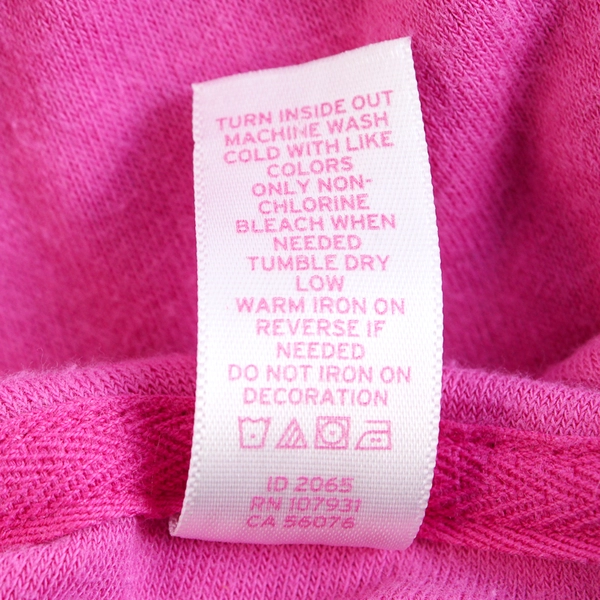 TURN INSIDE OUT
MACHINE WASH
COLD WITH LIKE
COLORS
ONLY NON-
CHLORINE
BLEACH WHEN
NEEDED
TUMBLE DRY
LOW
WARM IRON ON
REVERSE IF
NEEDED
DO NOT IRON ON
DECORATION
ID 2065
RN 107931
CA 56076